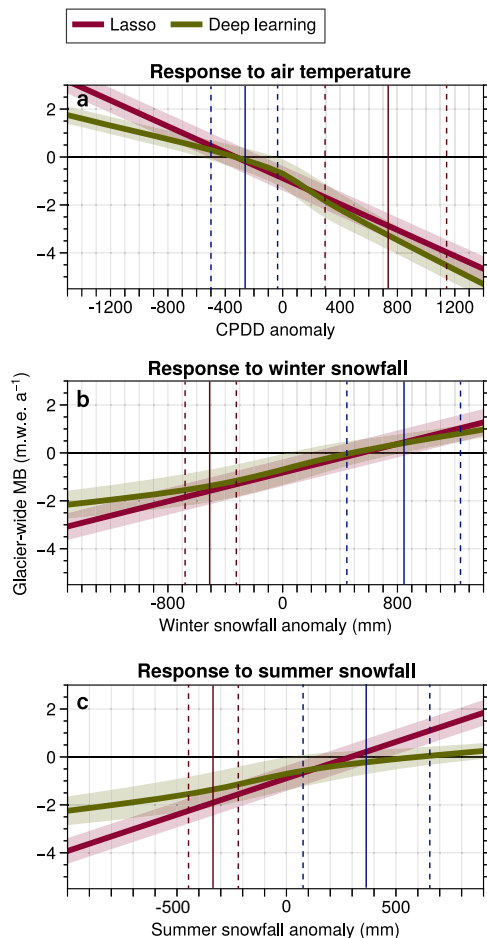 Lasso Deep learning
Response to air temperature
a
2
0
−2
−4
-1200 -800 -400 0 400 800 1200
CPDD anomaly
Response to winter snowfall
b
2
0
−2
−4
-800 0 800
Winter snowfall anomaly (mm)
Glacier-wide MB (m.w.e. a⁻¹)
Response to summer snowfall
c
2
0
−2
−4
-500 0 500
Summer snowfall anomaly (mm)